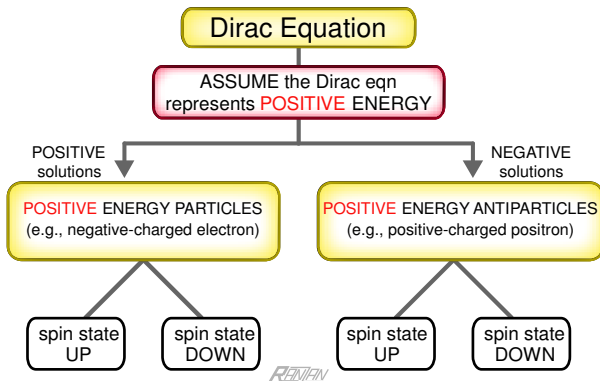 Dirac Equation
ASSUME the Dirac eqn
represents POSITIVE ENERGY
POSITIVE
solutions
NEGATIVE
solutions
POSITIVE ENERGY PARTICLES
(e.g., negative-charged electron)
POSITIVE ENERGY ANTIPARTICLES
(e.g., positive-charged positron)
spin state
UP
spin state
DOWN
spin state
UP
spin state
DOWN